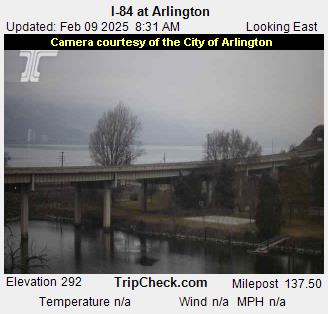 I-84 at Arlington
Updated: Feb 09 2025 8:31 AM Looking East
Camera courtesy of the City of Arlington
Elevation 292 TripCheck.com Milepost 137.50
Temperature n/a Wind n/a MPH n/a